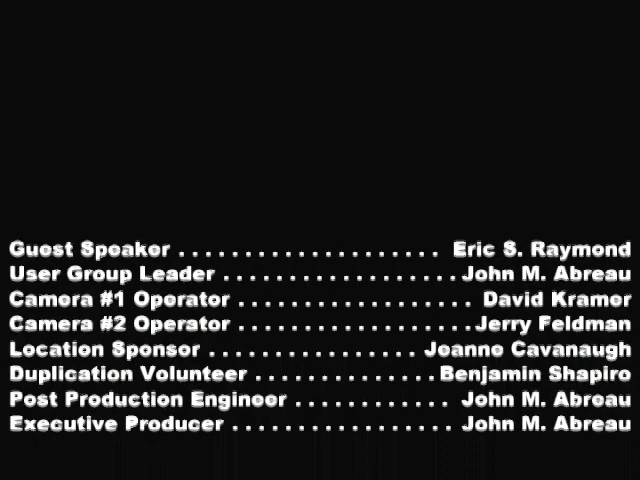 Guest Speaker . . . . . . . . . . . . . . . . . . . . Eric S. Raymond
User Group Leader . . . . . . . . . . . . . . . . . . John M. Abreau
Camera #1 Operator . . . . . . . . . . . . . . . . . . David Kramer
Camera #2 Operator . . . . . . . . . . . . . . . . . . Jerry Feldman
Location Sponsor . . . . . . . . . . . . . . . . Jeanne Cavanaugh
Duplication Volunteer . . . . . . . . . . . . . . Benjamin Shapiro
Post Production Engineer . . . . . . . . . . . . John M. Abreau
Executive Producer . . . . . . . . . . . . . . . . . John M. Abreau